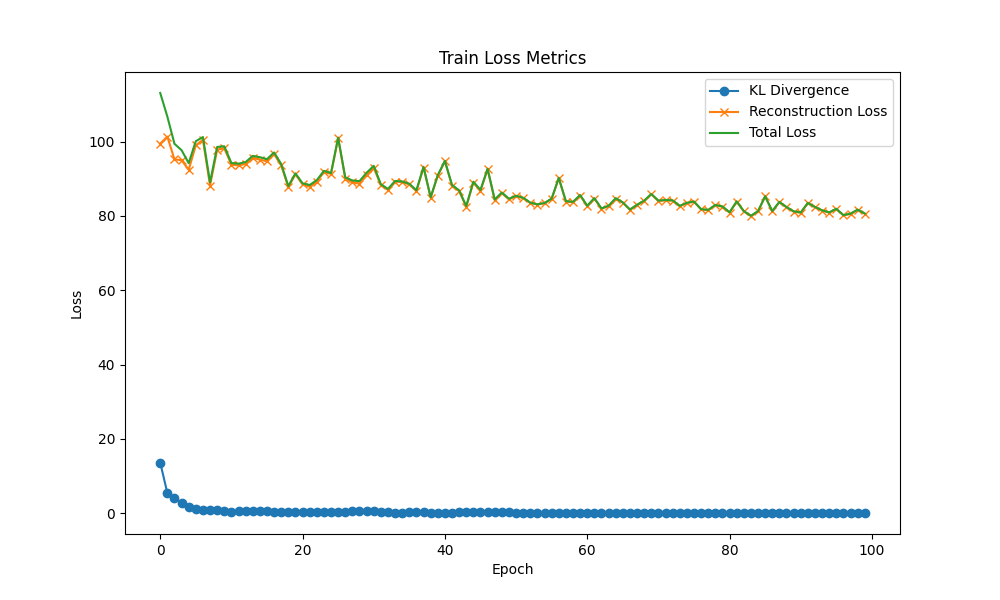 Train Loss Metrics
KL Divergence
Reconstruction Loss
Total Loss
Loss
100
80
60
40
20
0
0 20 40 60 80 100
Epoch